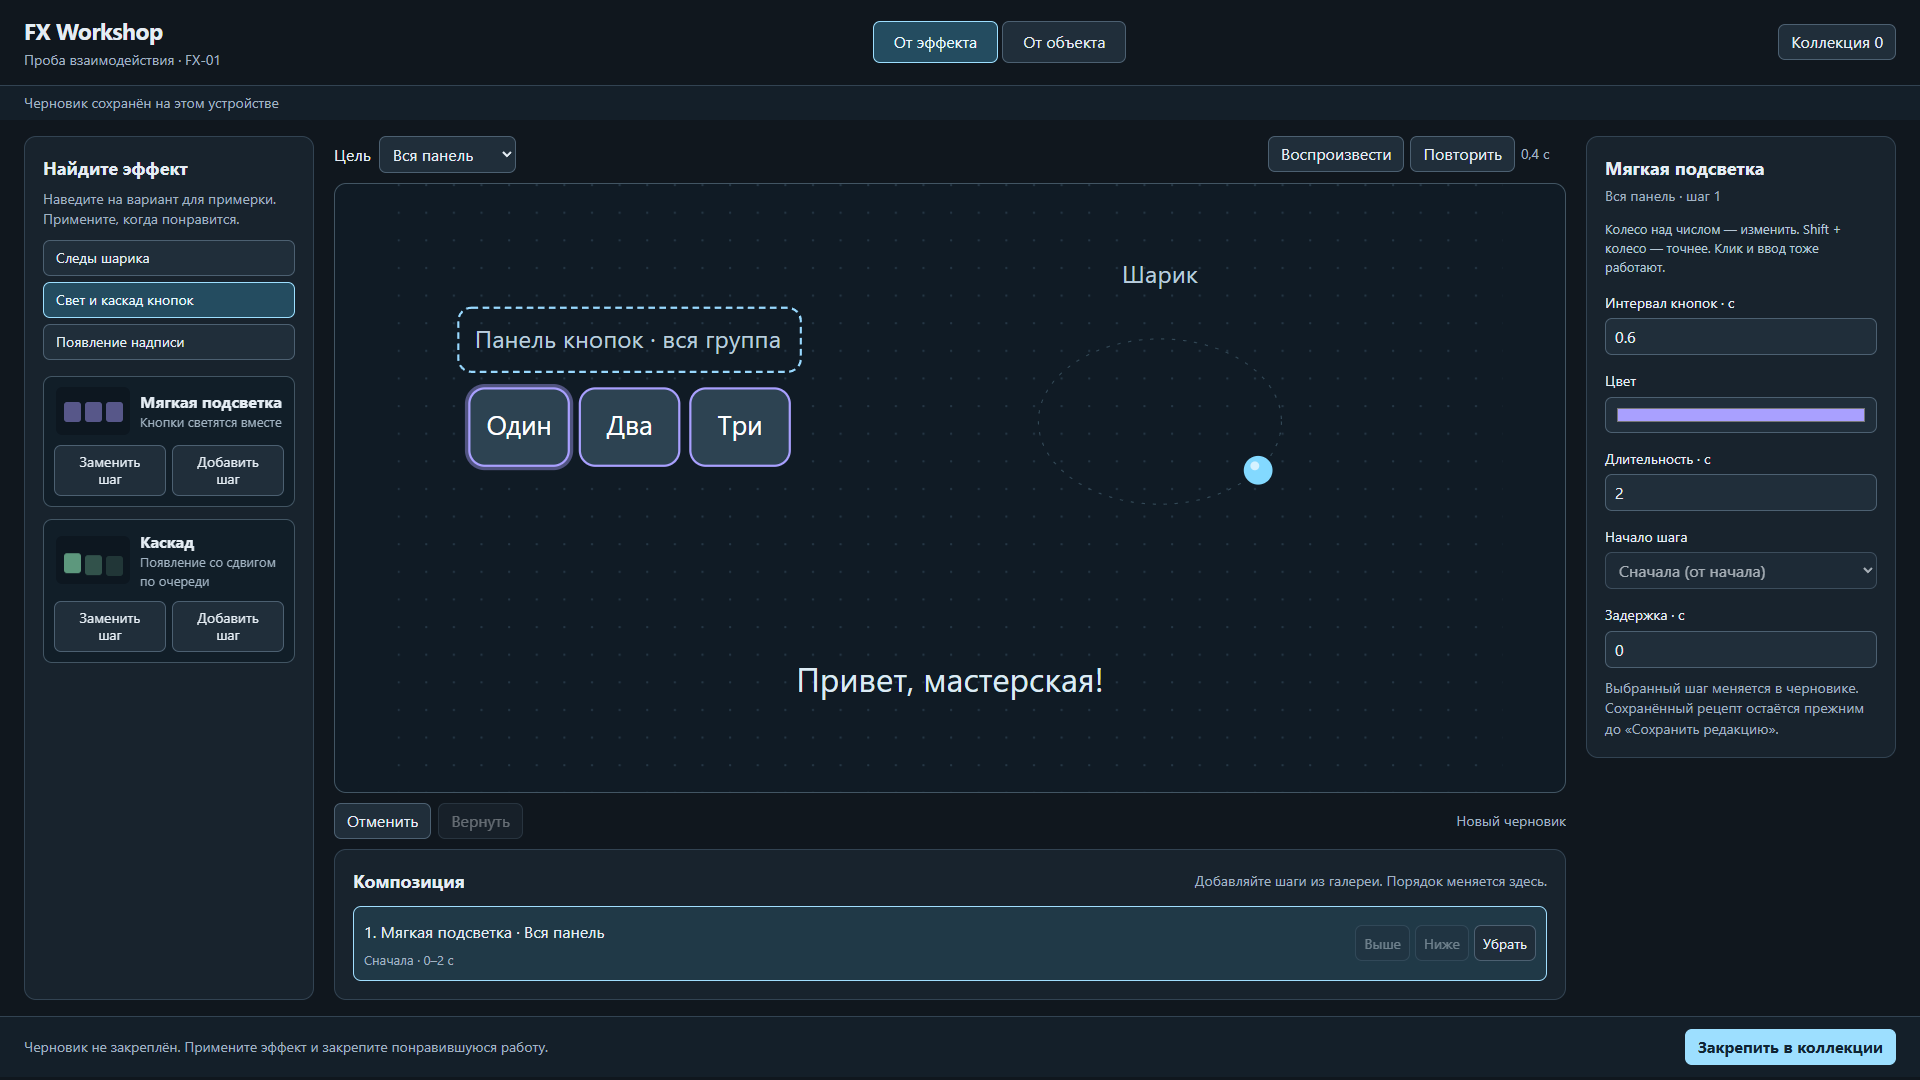 FX Workshop
Проба взаимодействия · FX-01
От эффекта
От объекта
Коллекция 0
Черновик сохранён на этом устройстве
Найдите эффект
Наведите на вариант для примерки.
Примените, когда понравится.
Следы шарика
Свет и каскад кнопок
Появление надписи
Мягкая подсветка
Кнопки светятся вместе
Заменить
шаг
Добавить
шаг
Каскад
Появление со сдвигом
по очереди
Заменить
шаг
Добавить
шаг
Цель
Вся панель
Воспроизвести
Повторить
0,4 с
Шарик
Панель кнопок · вся группа
Один
Два
Три
Привет, мастерская!
Отменить
Вернуть
Новый черновик
Композиция
Добавляйте шаги из галереи. Порядок меняется здесь.
1. Мягкая подсветка · Вся панель
Сначала · 0–2 с
Выше
Ниже
Убрать
Мягкая подсветка
Вся панель · шаг 1
Колесо над числом — изменить. Shift +
колесо — точнее. Клик и ввод тоже
работают.
Интервал кнопок · с
0.6
Цвет
Длительность · с
2
Начало шага
Сначала (от начала)
Задержка · с
0
Выбранный шаг меняется в черновике.
Сохранённый рецепт остаётся прежним
до «Сохранить редакцию».
Черновик не закреплён. Примените эффект и закрепите понравившуюся работу.
Закрепить в коллекции